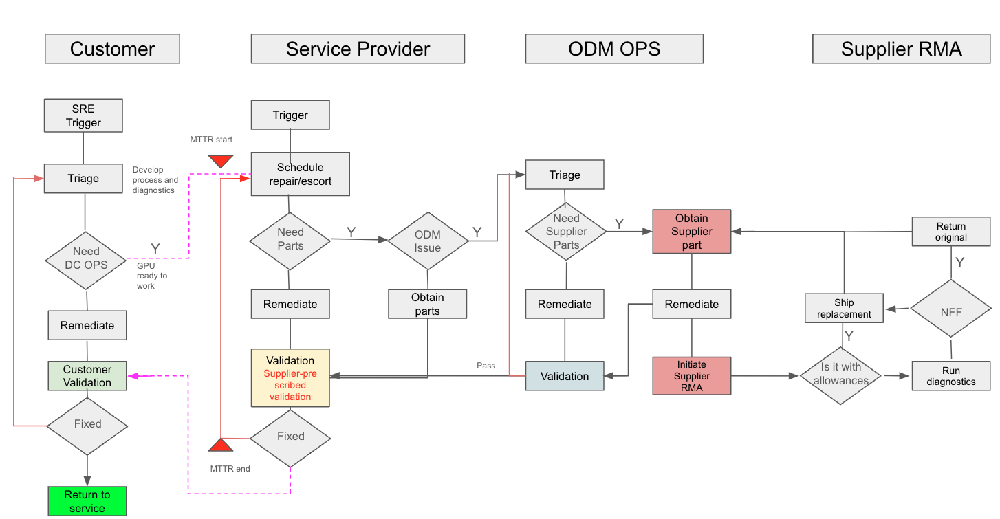 Customer
Service Provider
ODM OPS
Supplier RMA
SRE
Trigger
Triage
Develop
process and
diagnostics
Need
DC OPS
Y
GPU
ready to
work
Remediate
Customer
Validation
Fixed
Return to
service
MTTR start
Trigger
Schedule
repair/escort
Need
Parts
Y
ODM
Issue
Y
Remediate
Obtain
parts
Validation
Supplier-pre
scribed
validation
Fixed
MTTR end
Pass
Triage
Need
Supplier
Parts
Y
Obtain
Supplier
part
Remediate
Remediate
Validation
Initiate
Supplier
RMA
Return
original
Y
Ship
replacement
NFF
Y
Is it with
allowances
Run
diagnostics